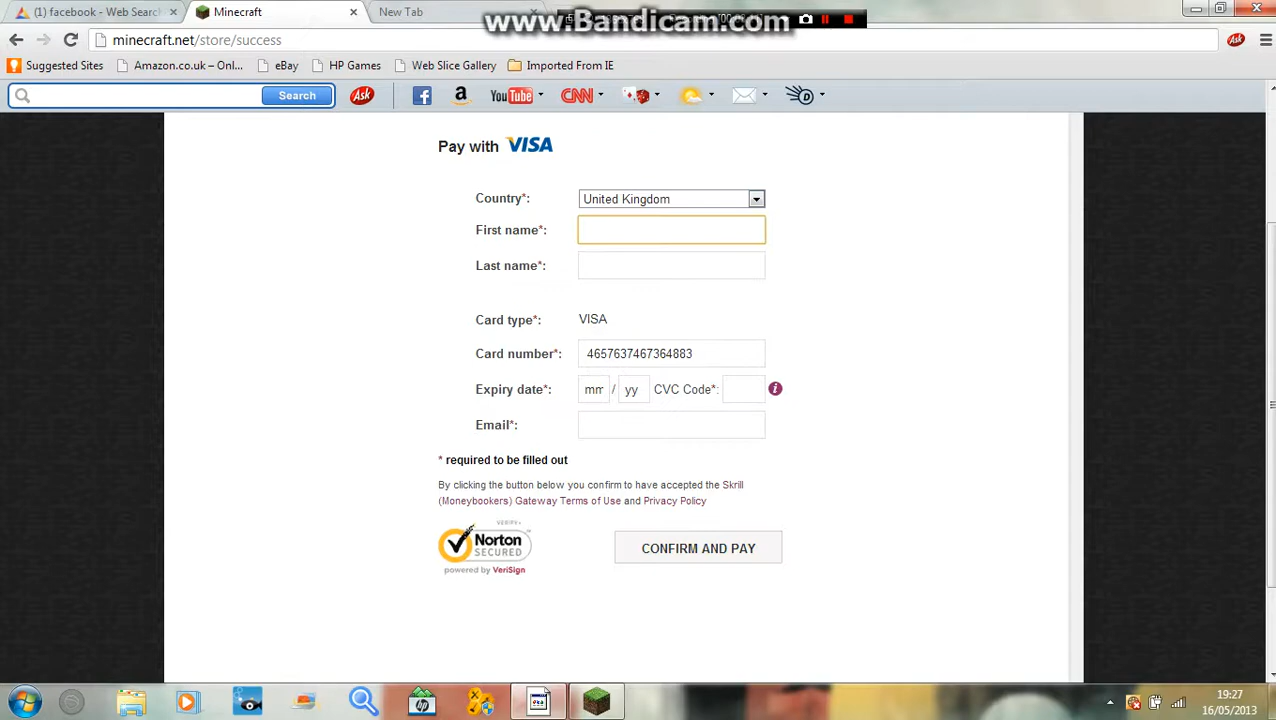 (1) facebook - Web Search
Minecraft
New Tab
www.Bandicam.com
minecraft.net/store/success
Ask
Suggested Sites
Amazon.co.uk – Onl...
eBay
HP Games
Web Slice Gallery
Imported From IE
Search
Ask
YouTube
CNN
Pay with VISA
Country*: United Kingdom
First name*:
Last name*:
Card type*: VISA
Card number*: 4657637467364883
Expiry date*: mm / yy CVC Code*:
Email*:
* required to be filled out
By clicking the button below you confirm to have accepted the Skrill
(Moneybookers) Gateway Terms of Use and Privacy Policy
Norton
SECURED
powered by VeriSign
CONFIRM AND PAY
19:27
16/05/2013